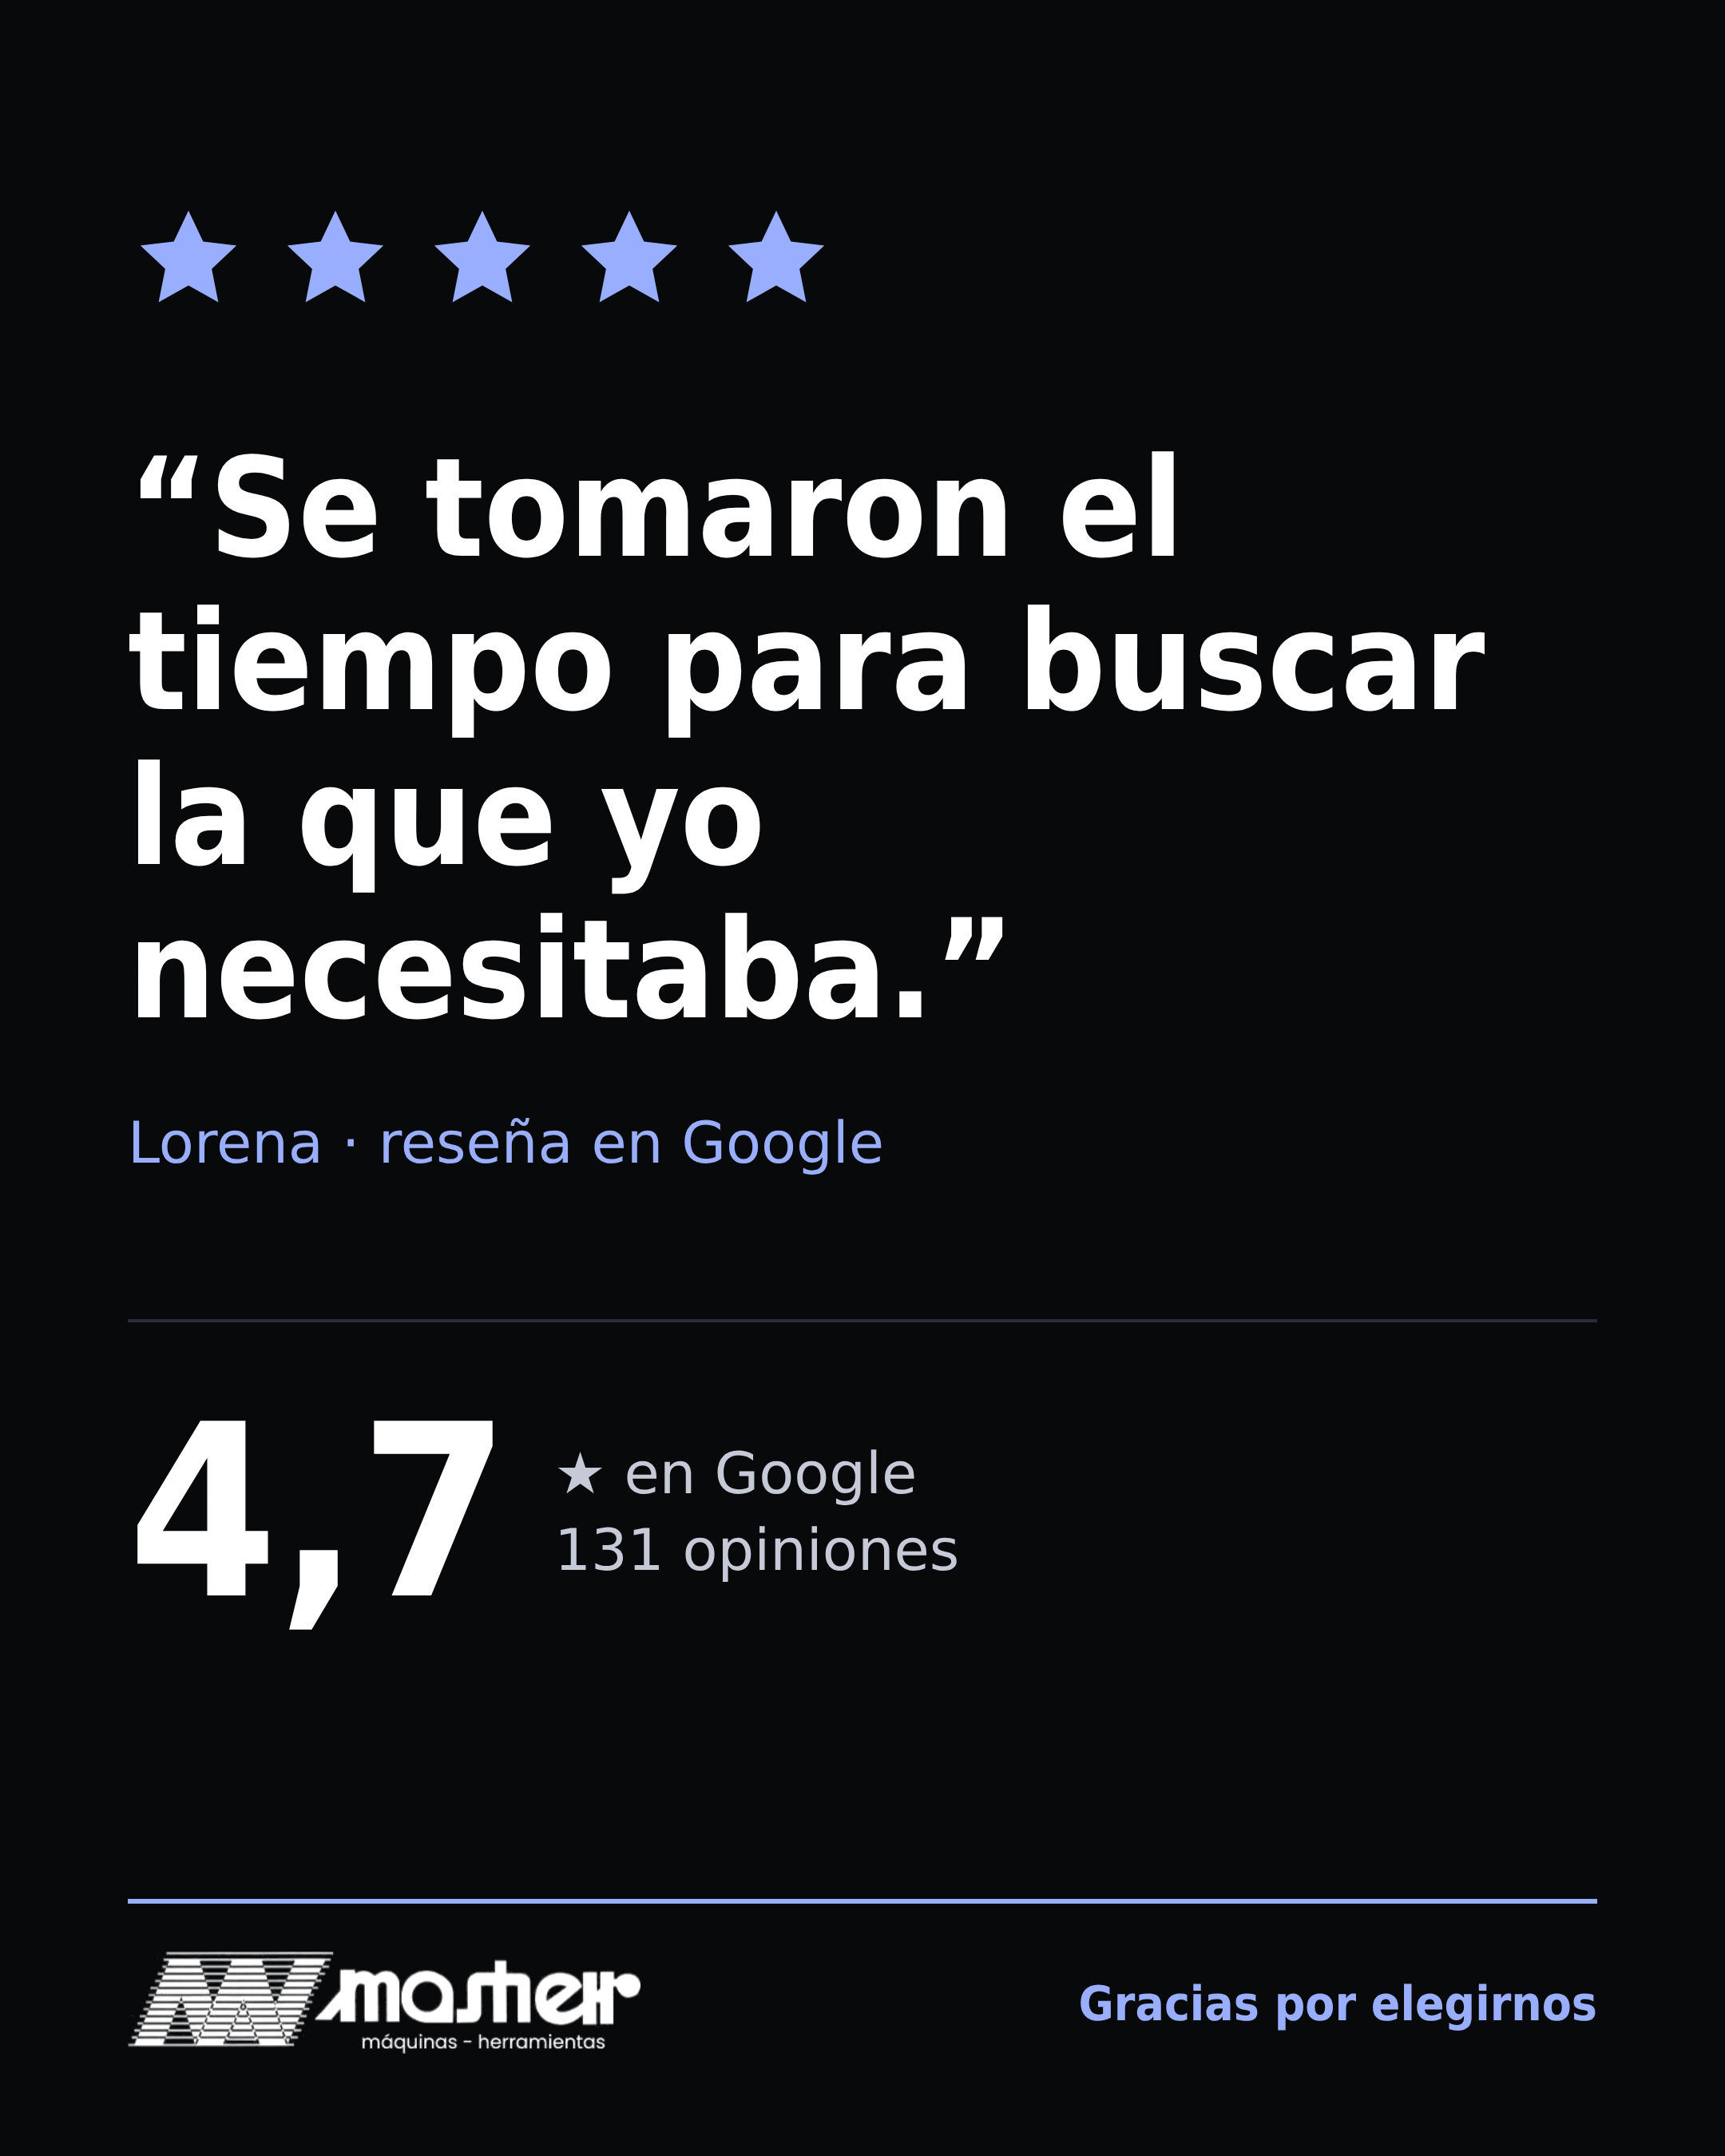 “Se tomaron el
tiempo para buscar
la que yo
necesitaba.”
Lorena · reseña en Google
4,7
★ en Google
131 opiniones
master
máquinas - herramientas
Gracias por elegirnos